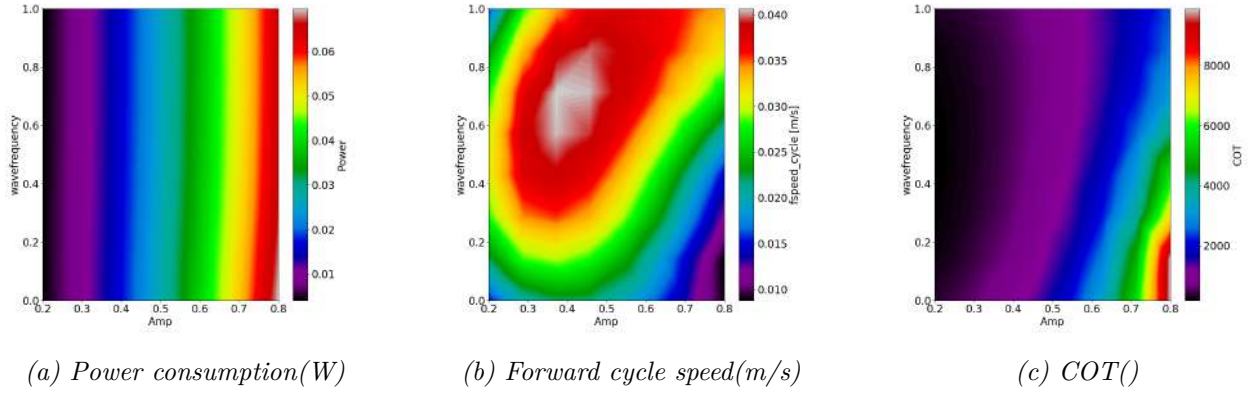 1.0
0.8
0.6
0.4
0.2
0.0
wavefrequency
0.2 0.3 0.4 0.5 0.6 0.7 0.8
Amp
0.06
0.05
0.04
0.03
0.02
0.01
Power
1.0
0.8
0.6
0.4
0.2
0.0
wavefrequency
0.2 0.3 0.4 0.5 0.6 0.7 0.8
Amp
0.040
0.035
0.030
0.025
0.020
0.015
0.010
fspeed_cycle [m/s]
1.0
0.8
0.6
0.4
0.2
0.0
wavefrequency
0.2 0.3 0.4 0.5 0.6 0.7 0.8
Amp
8000
6000
4000
2000
COT
(a) Power consumption(W)
(b) Forward cycle speed(m/s)
(c) COT()